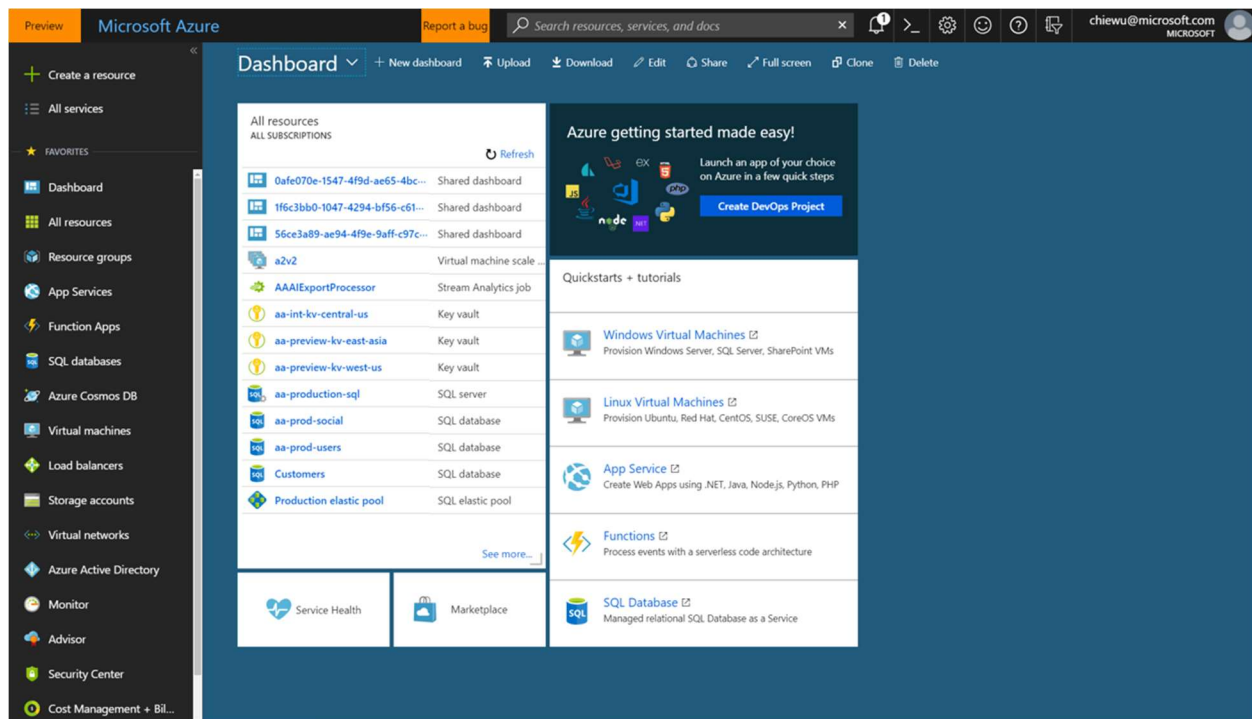 Preview
Microsoft Azure
Report a bug
Search resources, services, and docs
1
chiewu@microsoft.com
MICROSOFT
Create a resource
All services
FAVORITES
Dashboard
All resources
Resource groups
App Services
Function Apps
SQL databases
Azure Cosmos DB
Virtual machines
Load balancers
Storage accounts
Virtual networks
Azure Active Directory
Monitor
Advisor
Security Center
Cost Management + Bil...
Dashboard
New dashboard Upload Download Edit Share Full screen Clone Delete
All resources
ALL SUBSCRIPTIONS
Refresh
0afe070e-1547-4f9d-ae65-4bc... Shared dashboard
1f6c3bb0-1047-4294-bf56-c61... Shared dashboard
56ce3a89-ae94-4f9e-9aff-c97c... Shared dashboard
a2v2 Virtual machine scale ...
AAAIExportProcessor Stream Analytics job
aa-int-kv-central-us Key vault
aa-preview-kv-east-asia Key vault
aa-preview-kv-west-us Key vault
aa-production-sql SQL server
aa-prod-social SQL database
aa-prod-users SQL database
Customers SQL database
Production elastic pool SQL elastic pool
See more...
Service Health
Marketplace
Azure getting started made easy!
Launch an app of your choice
on Azure in a few quick steps
Create DevOps Project
ex
JS
php
node
.NET
Quickstarts + tutorials
Windows Virtual Machines
Provision Windows Server, SQL Server, SharePoint VMs
Linux Virtual Machines
Provision Ubuntu, Red Hat, CentOS, SUSE, CoreOS VMs
App Service
Create Web Apps using .NET, Java, Node.js, Python, PHP
Functions
Process events with a serverless code architecture
SQL
SQL Database
Managed relational SQL Database as a Service